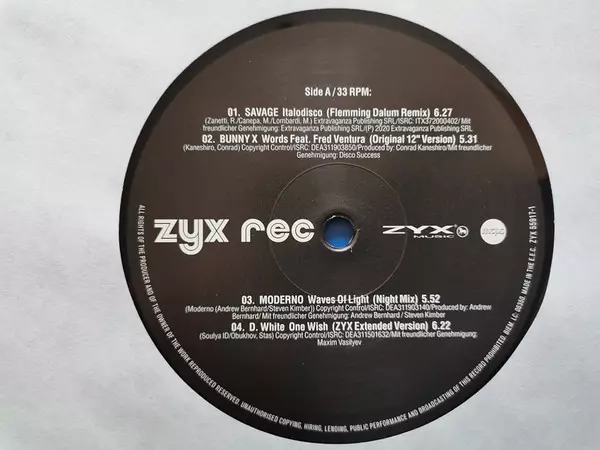 Side A / 33 RPM:
01. SAVAGE Italodisco (Flemming Dalum Remix) 6.27
(Zanetti, R./Canepa, M./Lombardi, M.) Extravaganza Publishing SRL/ISRC: ITX372000402/Mit
freundlicher Genehmigung: Extravaganza Publishing SRL/(P) 2020 Extravaganza Publishing SRL
02. BUNNY X Words Feat. Fred Ventura (Original 12" Version) 5.31
(Kaneshiro, Conrad) Copyright Control/ISRC: DEA311903850/Produced by: Conrad Kaneshiro/Mit freundlicher
Genehmigung: Disco Success
zyx rec
ZYX
MUSIC
03. MODERNO Waves Of Light (Night Mix) 5.52
(Moderno (Andrew Bernhard/Steven Kimber)) Copyright Control/ISRC: DEA311903140/Produced by: Andrew
Bernhard/ Mit freundlicher Genehmigung: Andrew Bernhard / Steven Kimber
04. D. White One Wish (ZYX Extended Version) 6.22
(Soulya ID/Obukhov, Stas) Copyright Control/ISRC: DEA311501632/Mit freundlicher Genehmigung:
Maxim Vasilyev
ALL RIGHTS OF THE PRODUCER AND OF THE OWNER OF THE WORK REPRODUCED RESERVED. UNAUTHORISED COPYING, HIRING, LENDING, PUBLIC PERFORMANCE AND BROADCASTING OF THIS RECORD PROHIBITED. BIEM. LC: 00368. MADE IN THE E.E.C. ZYX 55917-1